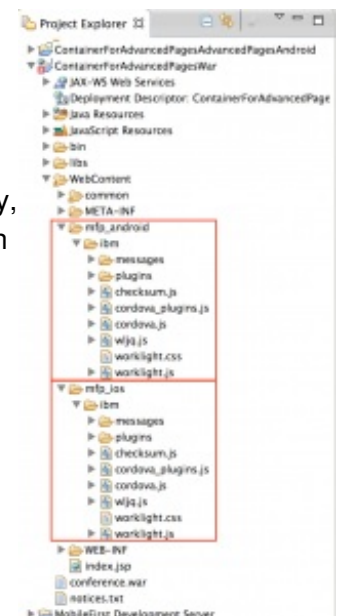 Project Explorer
ContainerForAdvancedPagesAdvancedPagesAndroid
ContainerForAdvancedPagesWar
JAX-WS Web Services
Deployment Descriptor: ContainerForAdvancedPage
Java Resources
JavaScript Resources
bin
libs
WebContent
common
y,
META-INF
n
mfp_android
ibm
messages
plugins
checksum.js
cordova_plugins.js
cordova.js
wljq.js
worklight.css
worklight.js
mfp_ios
ibm
messages
plugins
checksum.js
cordova_plugins.js
cordova.js
wljq.js
worklight.css
worklight.js
WEB-INF
index.jsp
conference.war
notices.txt
MobileFirst Development Server